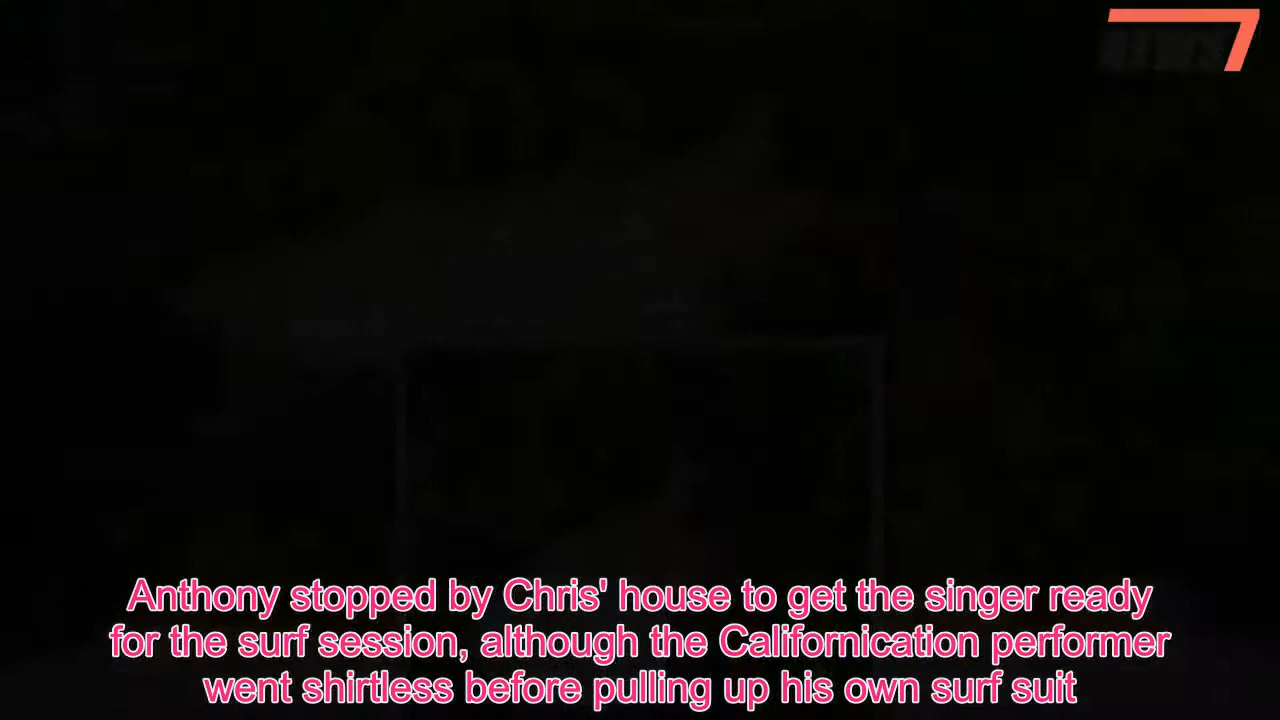 NEWS7
Anthony stopped by Chris' house to get the singer ready
for the surf session, although the Californication performer
went shirtless before pulling up his own surf suit